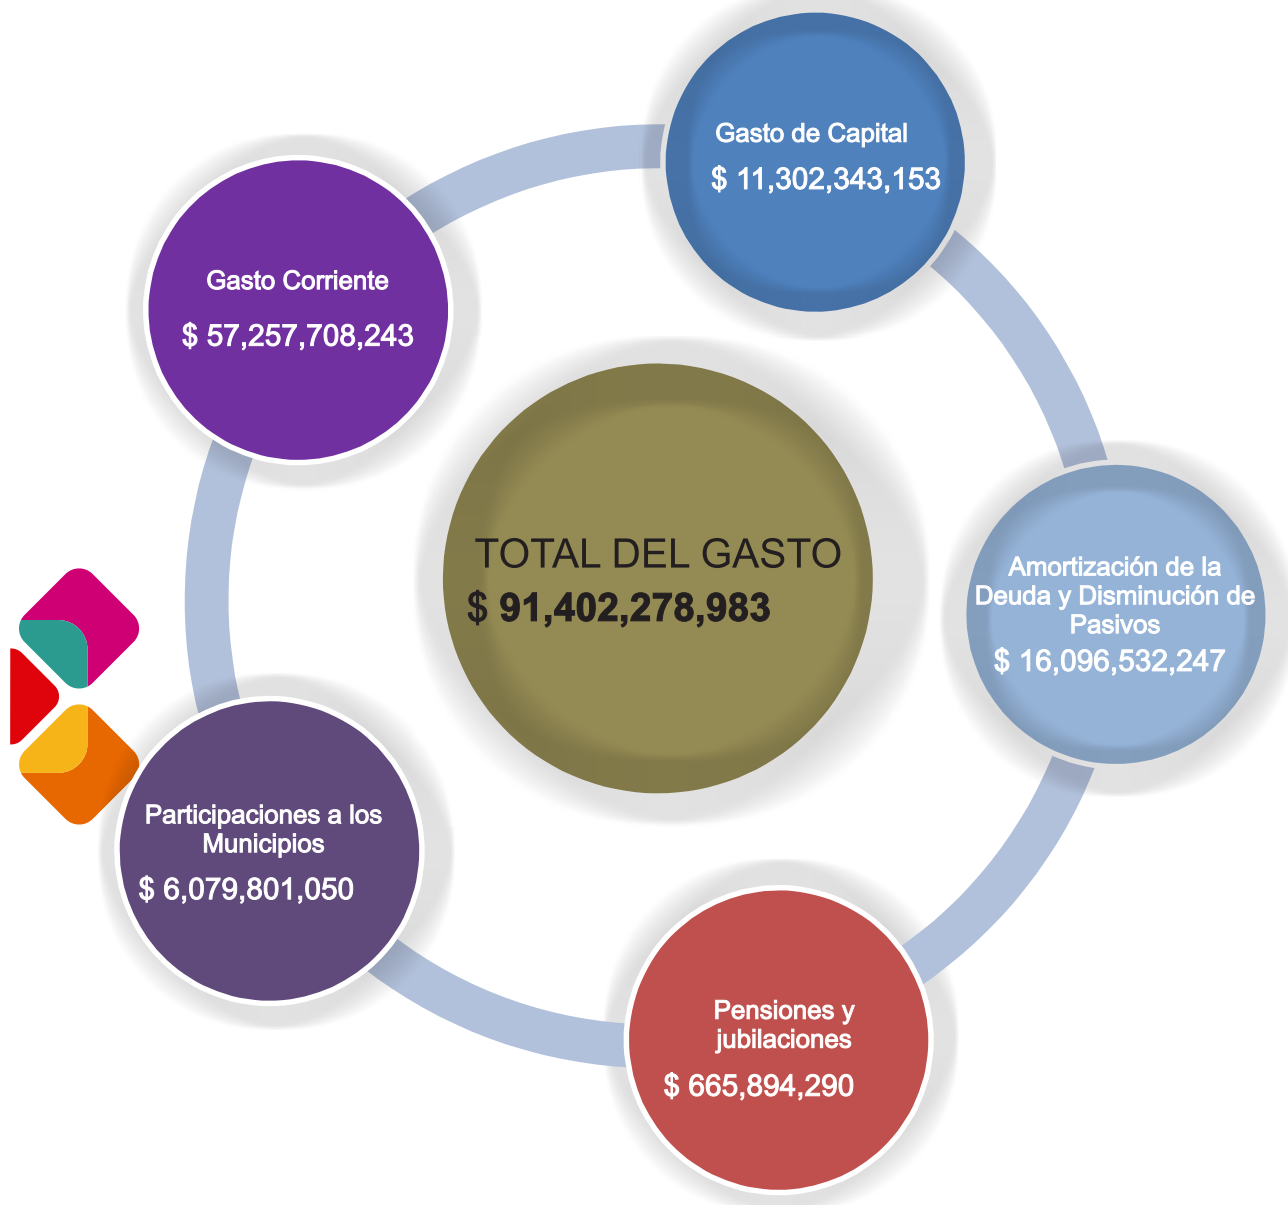 Gasto de Capital
$ 11,302,343,153
Gasto Corriente
$ 57,257,708,243
TOTAL DEL GASTO
$ 91,402,278,983
Amortización de la
Deuda y Disminución de
Pasivos
$ 16,096,532,247
Participaciones a los
Municipios
$ 6,079,801,050
Pensiones y
jubilaciones
$ 665,894,290